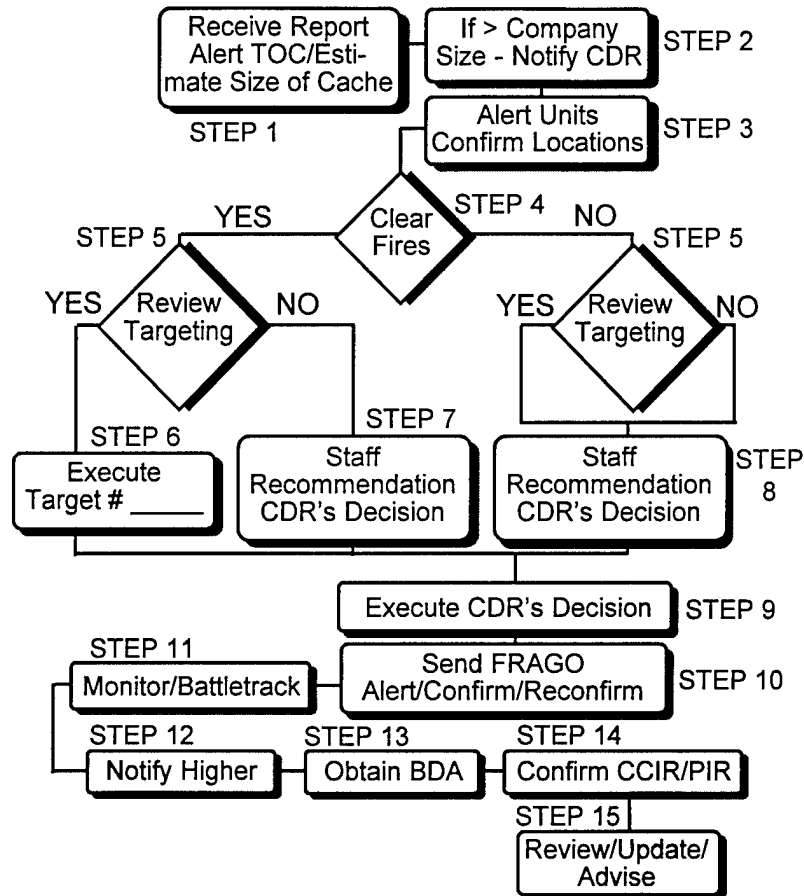 Receive Report
Alert TOC/Esti-
mate Size of Cache
STEP 1
If > Company
Size - Notify CDR
STEP 2
Alert Units
Confirm Locations
STEP 3
Clear
Fires
STEP 4
YES
NO
STEP 5
Review
Targeting
YES
NO
STEP 5
Review
Targeting
YES
NO
STEP 6
Execute
Target # _____
STEP 7
Staff
Recommendation
CDR's Decision
Staff
Recommendation
CDR's Decision
STEP
8
Execute CDR's Decision
STEP 9
Send FRAGO
Alert/Confirm/Reconfirm
STEP 10
STEP 11
Monitor/Battletrack
STEP 12
Notify Higher
STEP 13
Obtain BDA
STEP 14
Confirm CCIR/PIR
STEP 15
Review/Update/
Advise